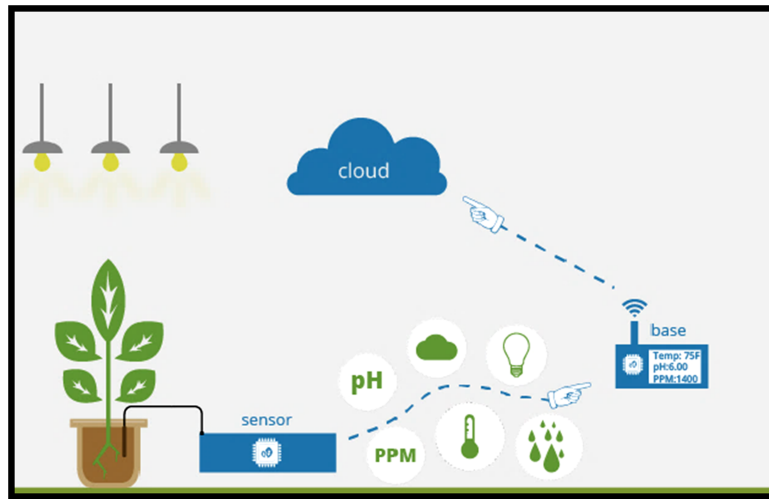 cloud
base
Temp: 75F
pH:6.00
PPM:1400
pH
sensor
PPM